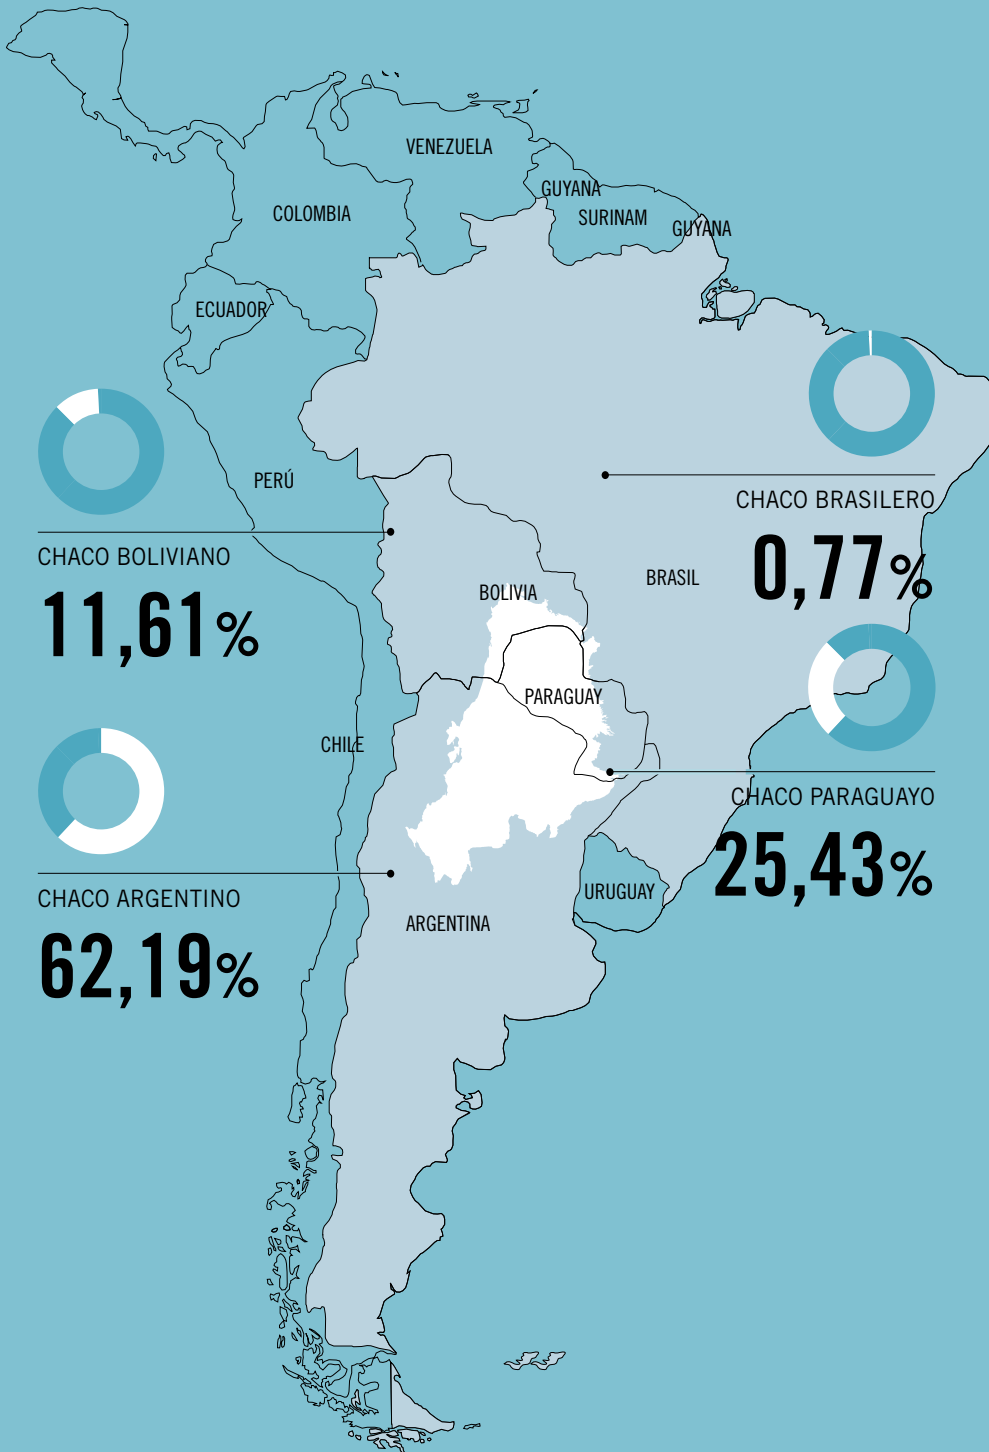 VENEZUELA
GUYANA
COLOMBIA
SURINAM
GUYANA
ECUADOR
PERÚ
CHACO BRASILERO
0,77%
CHACO BOLIVIANO
11,61%
BOLIVIA
BRASIL
PARAGUAY
CHILE
CHACO PARAGUAYO
25,43%
CHACO ARGENTINO
62,19%
URUGUAY
ARGENTINA